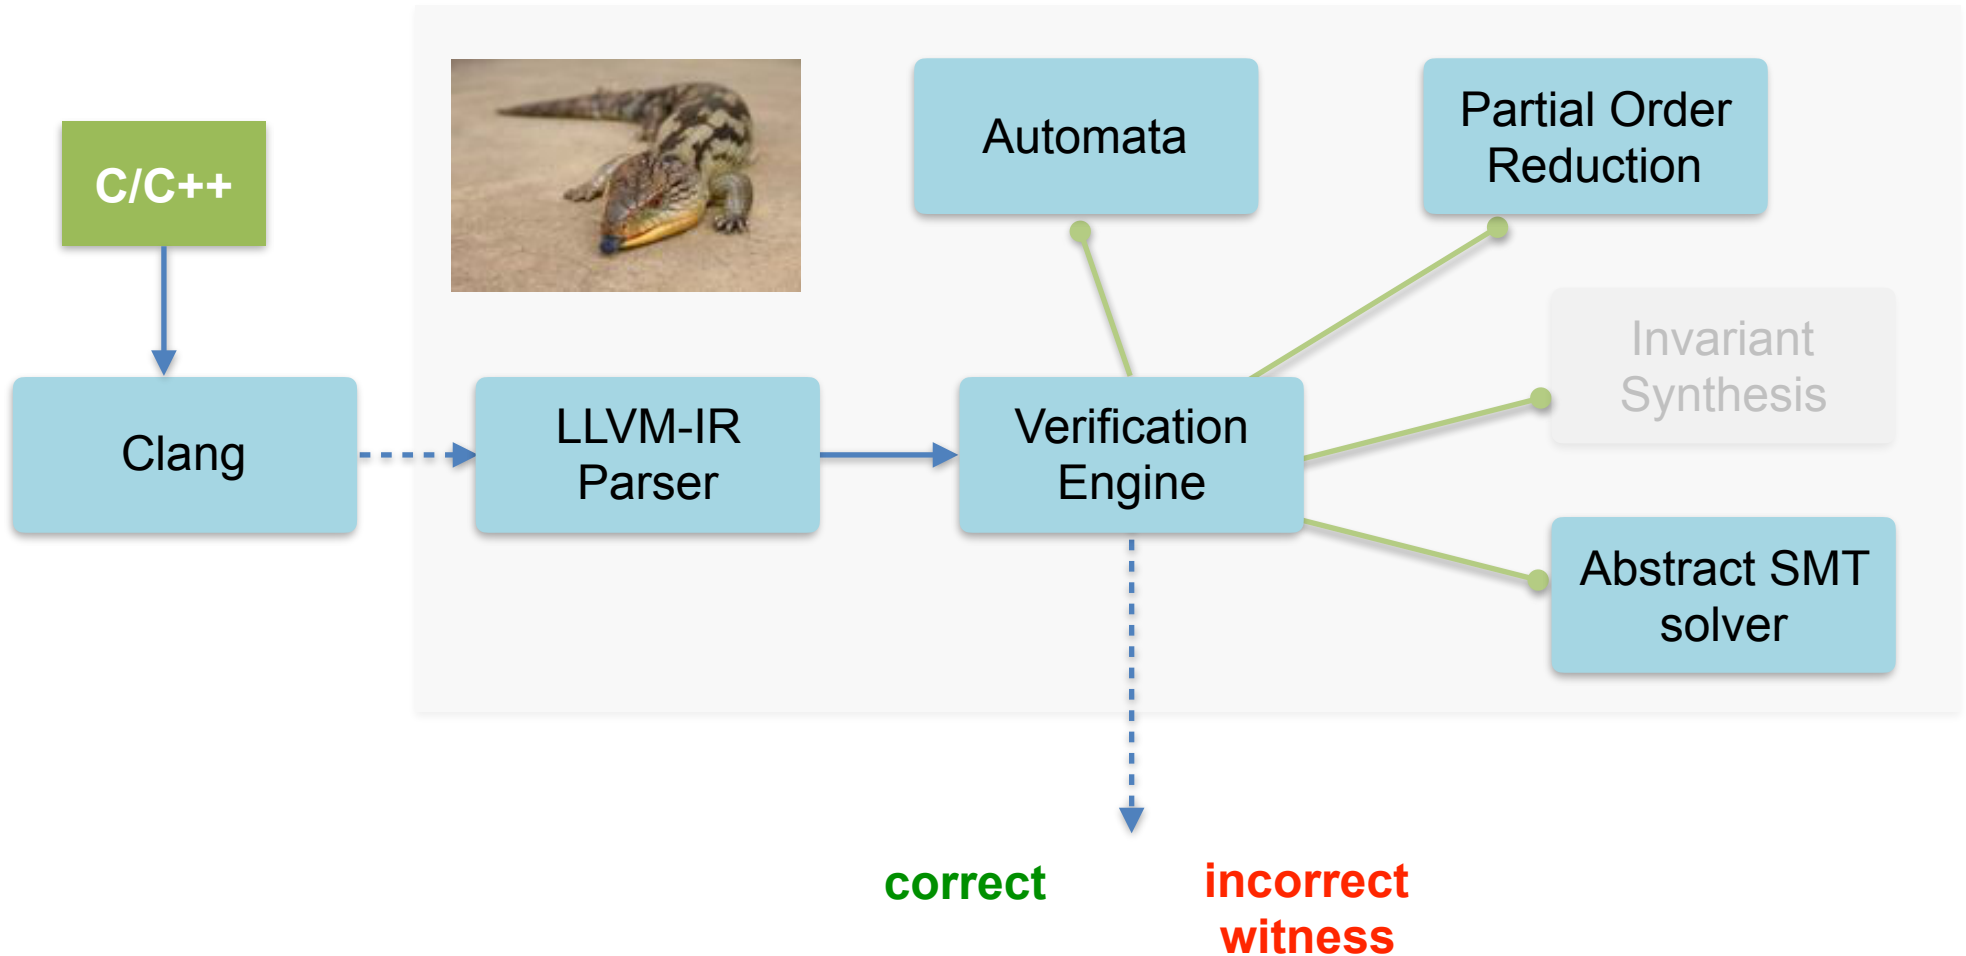 C/C++
Automata
Partial Order
Reduction
Invariant
Synthesis
Clang
LLVM-IR
Parser
Verification
Engine
Abstract SMT
solver
correct
incorrect
witness